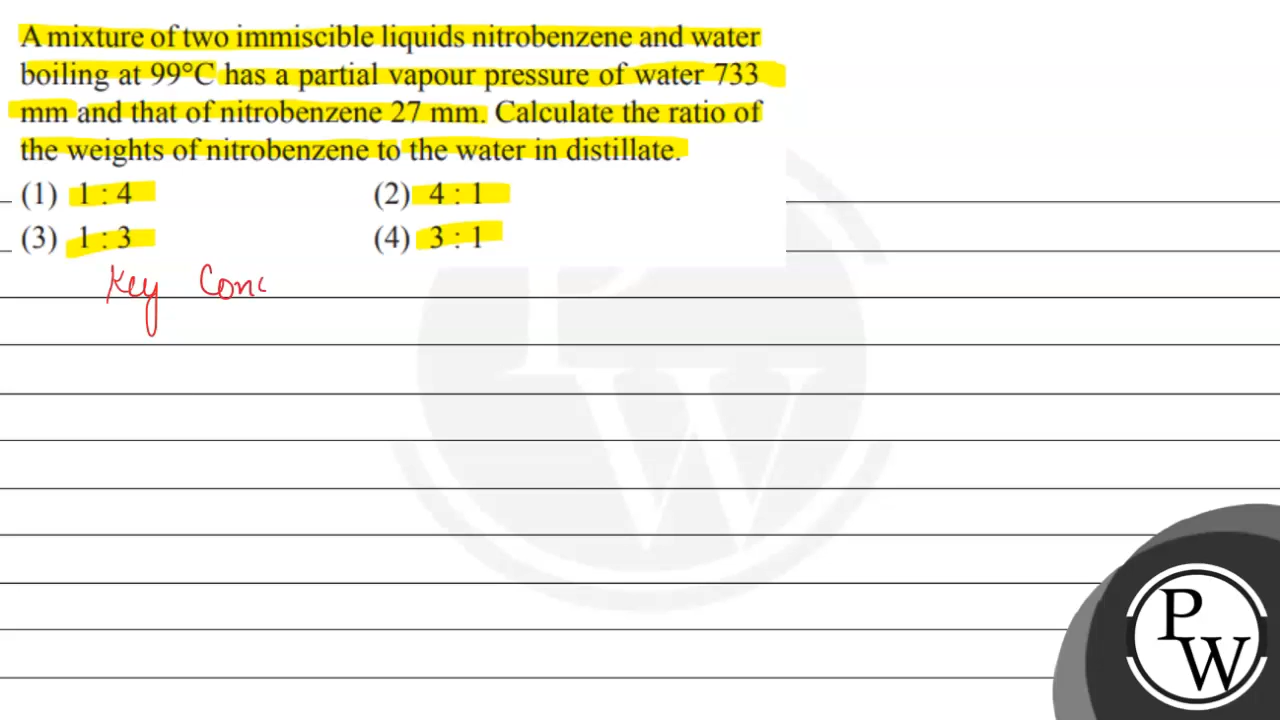 A mixture of two immiscible liquids nitrobenzene and water
boiling at 99°C has a partial vapour pressure of water 733
mm and that of nitrobenzene 27 mm. Calculate the ratio of
the weights of nitrobenzene to the water in distillate.
(1) 1 : 4 (2) 4 : 1
(3) 1 : 3 (4) 3 : 1
Key Conc
PW